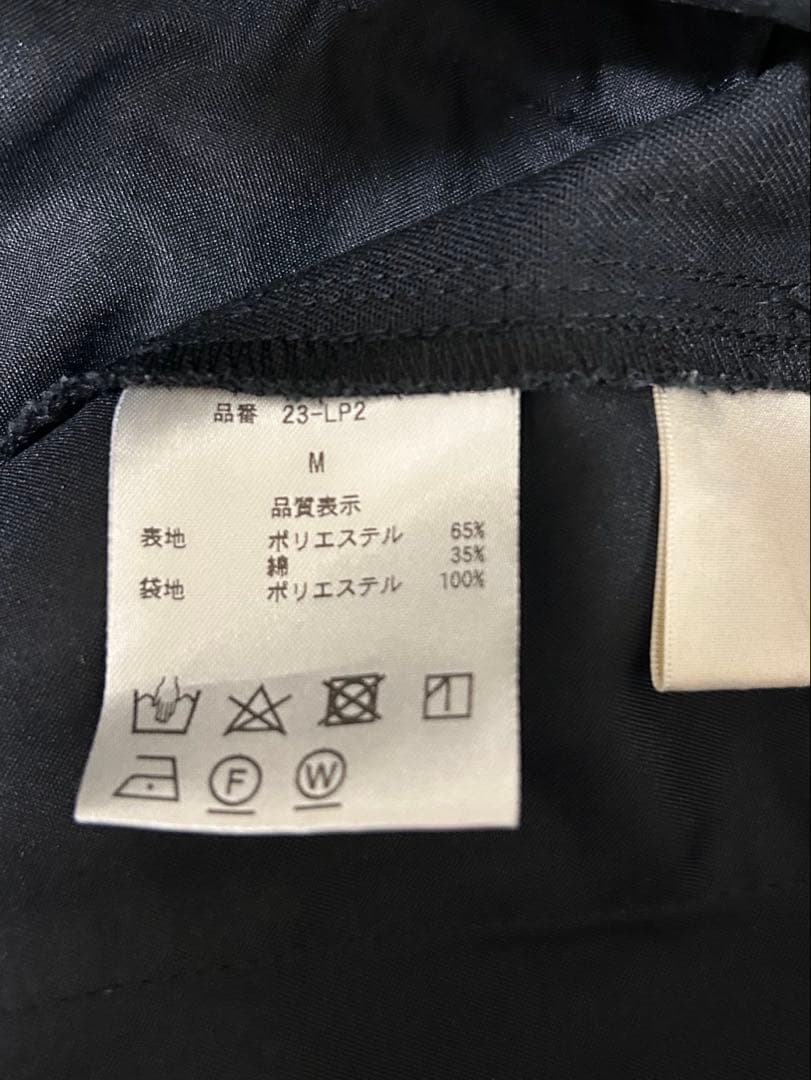 品番 23-LP2
M
品質表示
表地 ポリエステル 65%
綿 35%
袋地 ポリエステル 100%
F W